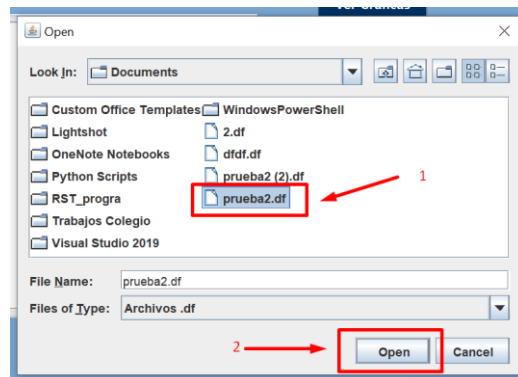 Ver Gráficas
Open
Look In: Documents
Custom Office Templates WindowsPowerShell
Lightshot 2.df
OneNote Notebooks dfdf.df
Python Scripts prueba2 (2).df
1
RST_progra prueba2.df
Trabajos Colegio
Visual Studio 2019
File Name: prueba2.df
Files of Type: Archivos .df
2
Open Cancel